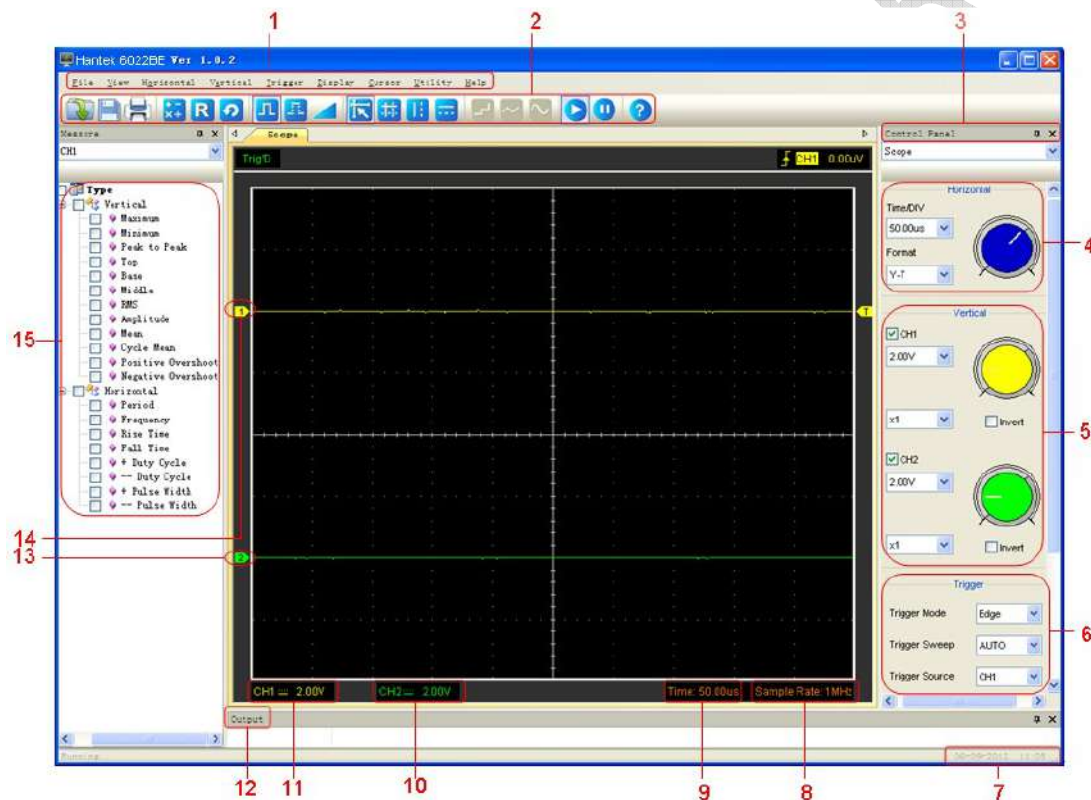 1
2
3
Hantek 6022BE Ver 1.0.2
File View Horizontal Vertical Trigger Display Cursor Utility Help
R
Measure
CH1
Scope
Trig'D
CH1 0.00uV
Control Panel
Scope
Type
Vertical
Maximum
Minimum
Peak to Peak
Top
Base
Middle
RMS
Amplitude
Mean
Cycle Mean
Positive Overshoot
Negative Overshoot
Horizontal
Period
Frequency
Rise Time
Fall Time
+ Duty Cycle
-- Duty Cycle
+ Pulse Width
-- Pulse Width
15
14
13
1
T
2
Horizontal
Time/DIV
50.00us
Format
Y-T
4
Vertical
CH1
2.00V
x1
Invert
5
CH2
2.00V
x1
Invert
Trigger
Trigger Mode Edge
Trigger Sweep AUTO
Trigger Source CH1
6
CH1 2.00V
CH2 2.00V
Time: 50.00us
Sample Rate: 1MHz
Output
Running
12
11
10
9
8
7